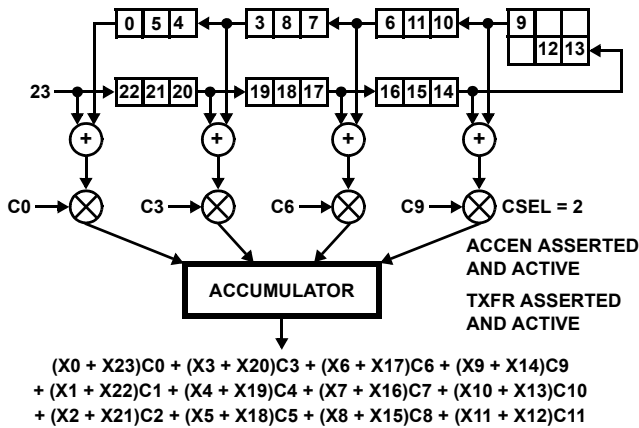 0 5 4 3 8 7 6 11 10 9
12 13
23 22 21 20 19 18 17 16 15 14
+ + + +
C0 C3 C6 C9 CSEL = 2
ACCEN ASSERTED
AND ACTIVE
ACCUMULATOR
TXFR ASSERTED
AND ACTIVE
(X0 + X23)C0 + (X3 + X20)C3 + (X6 + X17)C6 + (X9 + X14)C9
+ (X1 + X22)C1 + (X4 + X19)C4 + (X7 + X16)C7 + (X10 + X13)C10
+ (X2 + X21)C2 + (X5 + X18)C5 + (X8 + X15)C8 + (X11 + X12)C11